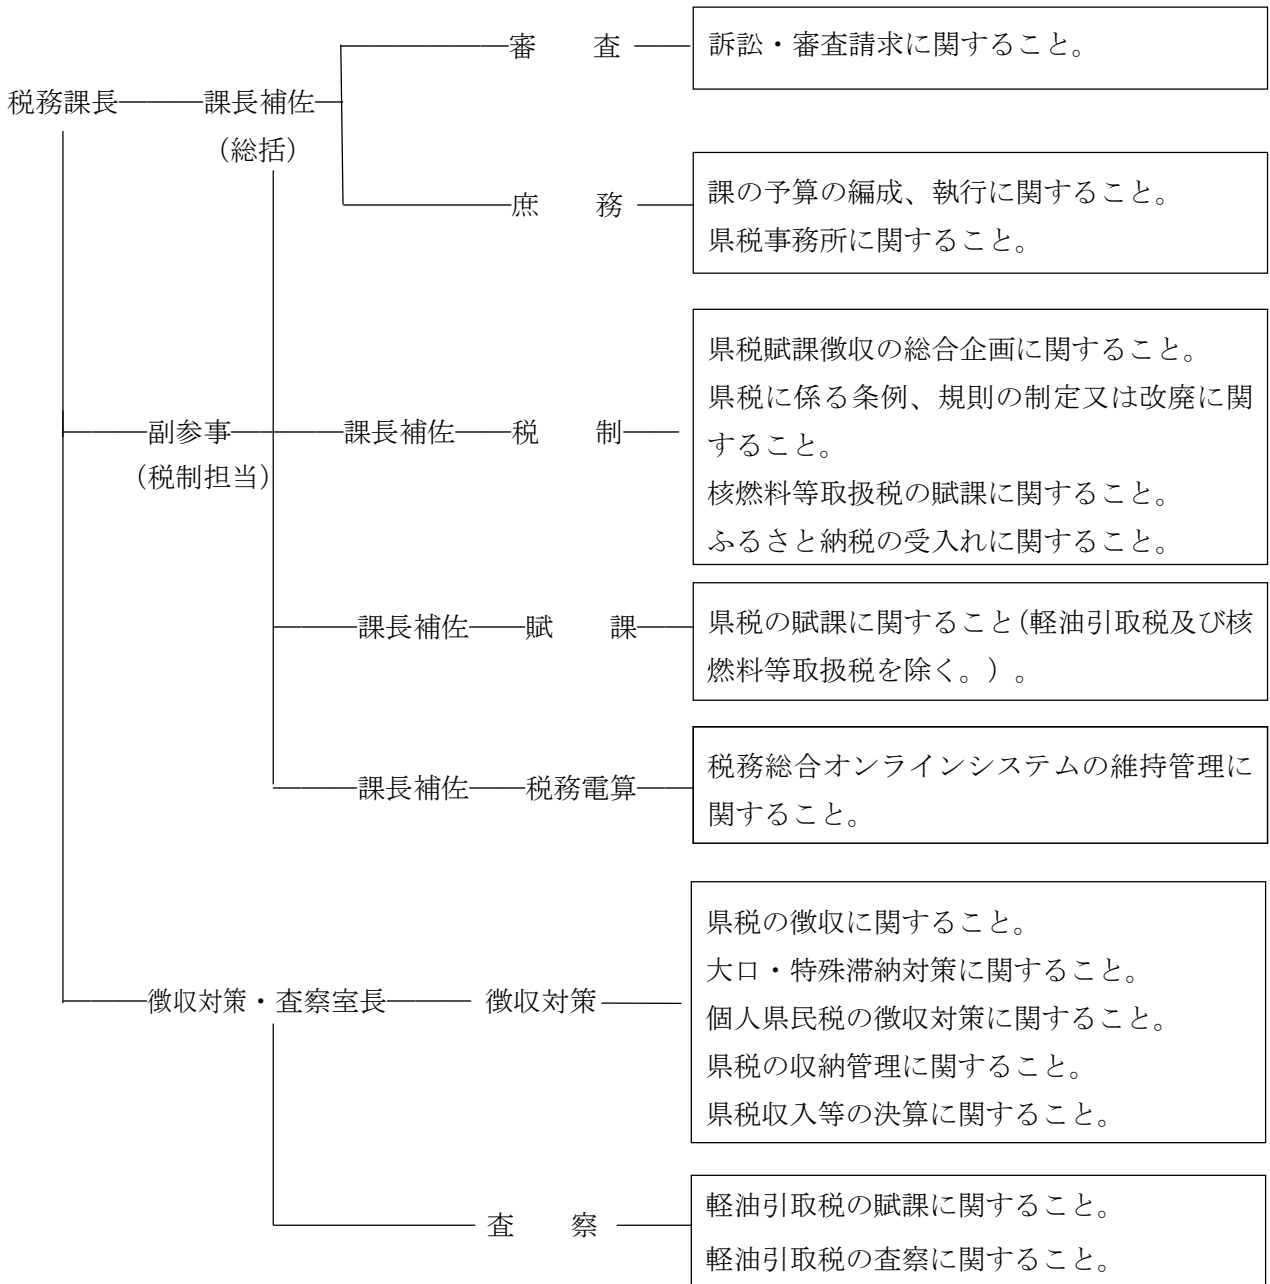 審　　査
訴訟・審査請求に関すること。
税務課長
課長補佐
（総括）
庶　　務
課の予算の編成、執行に関すること。
県税事務所に関すること。
副参事
（税制担当）
課長補佐
税　　制
県税賦課徴収の総合企画に関すること。
県税に係る条例、規則の制定又は改廃に関
すること。
核燃料等取扱税の賦課に関すること。
ふるさと納税の受入れに関すること。
課長補佐
賦　　課
県税の賦課に関すること（軽油引取税及び核
燃料等取扱税を除く。）。
課長補佐
税務電算
税務総合オンラインシステムの維持管理に
関すること。
徴収対策・査察室長
徴収対策
県税の徴収に関すること。
大口・特殊滞納対策に関すること。
個人県民税の徴収対策に関すること。
県税の収納管理に関すること。
県税収入等の決算に関すること。
査　　察
軽油引取税の賦課に関すること。
軽油引取税の査察に関すること。